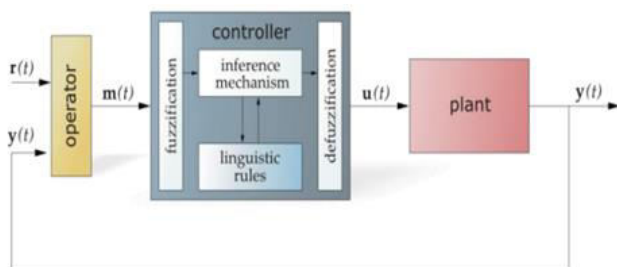 controller
r(t)
y(t)
operator
m(t)
fuzzification
inference
mechanism
linguistic
rules
defuzzification
u(t)
plant
y(t)